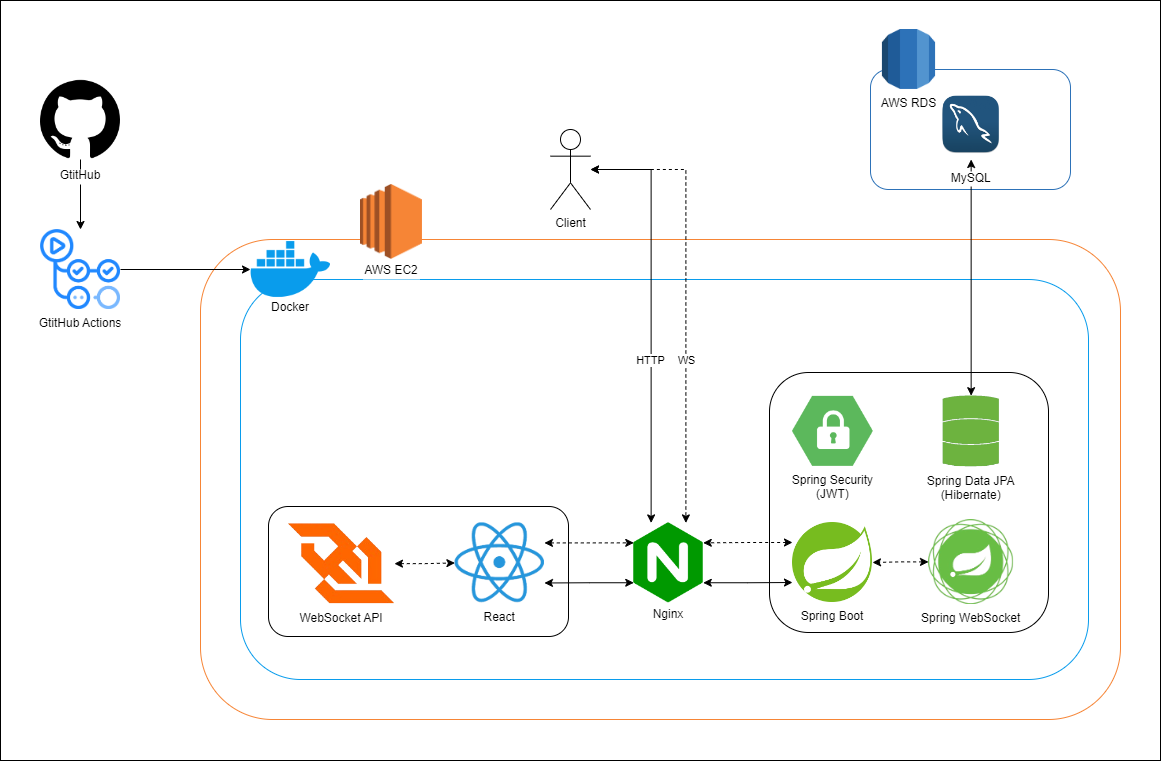 AWS RDS
MySQL
GtitHub
Client
AWS EC2
Docker
GtitHub Actions
HTTP
WS
Spring Security
(JWT)
Spring Data JPA
(Hibernate)
N
WebSocket API
React
Nginx
Spring Boot
Spring WebSocket